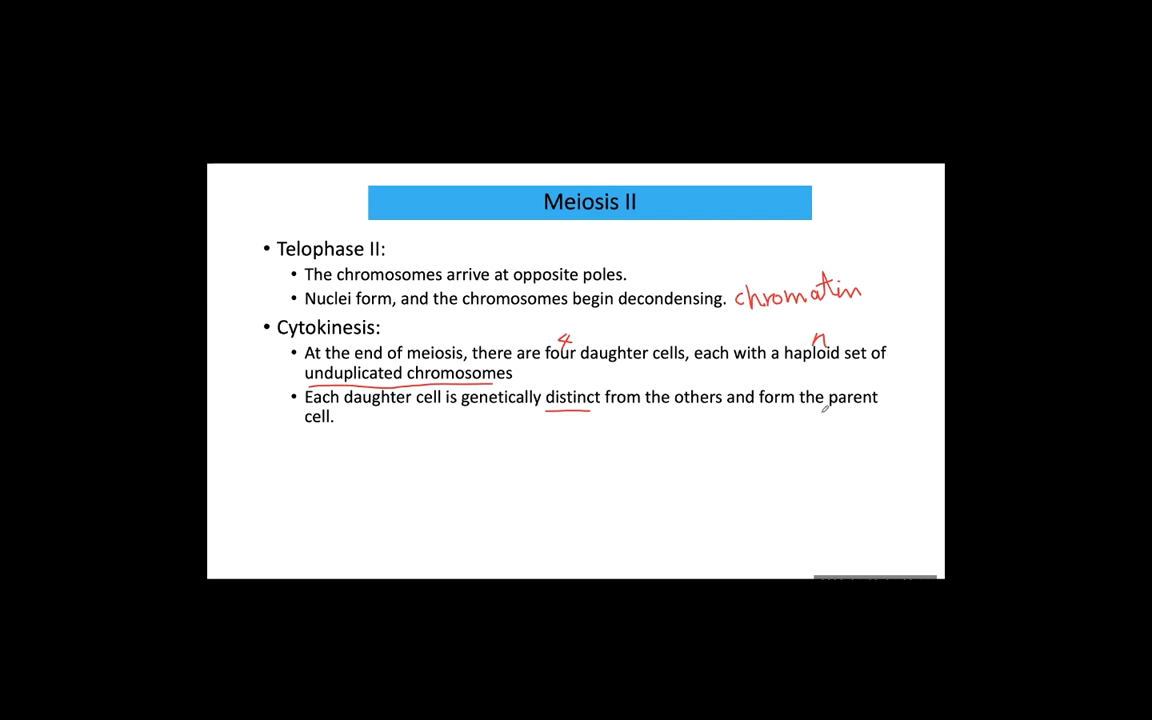 Meiosis II
• Telophase II:
• The chromosomes arrive at opposite poles.
• Nuclei form, and the chromosomes begin decondensing. chromatin
• Cytokinesis:
4 n
• At the end of meiosis, there are four daughter cells, each with a haploid set of
unduplicated chromosomes
• Each daughter cell is genetically distinct from the others and form the parent
cell.